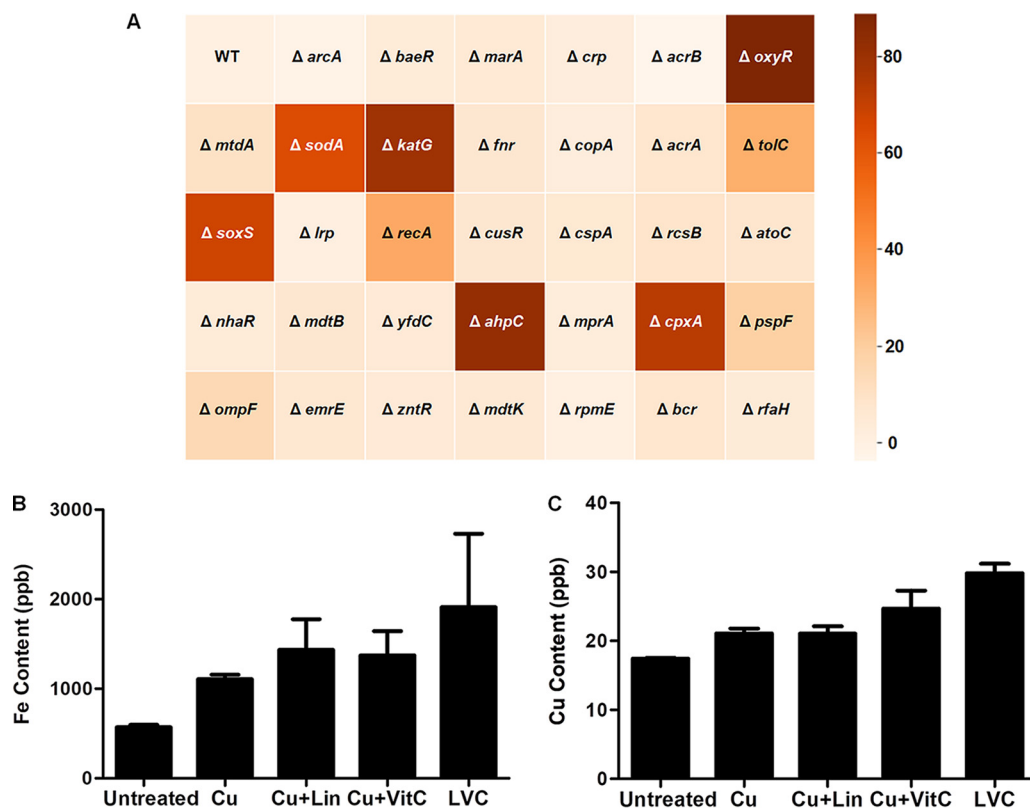 A
WT Δ arcA Δ baeR Δ marA Δ crp Δ acrB Δ oxyR
Δ mtdA Δ sodA Δ katG Δ fnr Δ copA Δ acrA Δ tolC
Δ soxS Δ lrp Δ recA Δ cusR Δ cspA Δ rcsB Δ atoC
Δ nhaR Δ mdtB Δ yfdC Δ ahpC Δ mprA Δ cpxA Δ pspF
Δ ompF Δ emrE Δ zntR Δ mdtK Δ rpmE Δ bcr Δ rfaH
80
60
40
20
0
B
Fe Content (ppb)
3000
2000
1000
0
Untreated Cu Cu+Lin Cu+VitC LVC
C
Cu Content (ppb)
40
30
20
10
0
Untreated Cu Cu+Lin Cu+VitC LVC